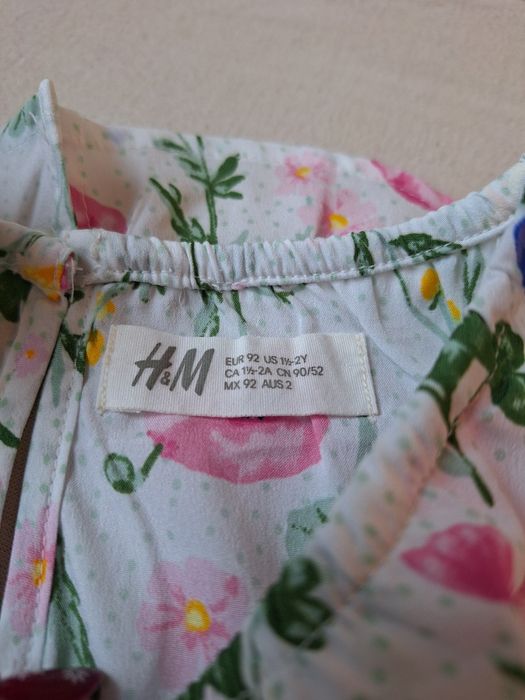 H&M
EUR 92 US 1½-2Y
CA 1½-2A CN 90/52
MX 92 AUS 2